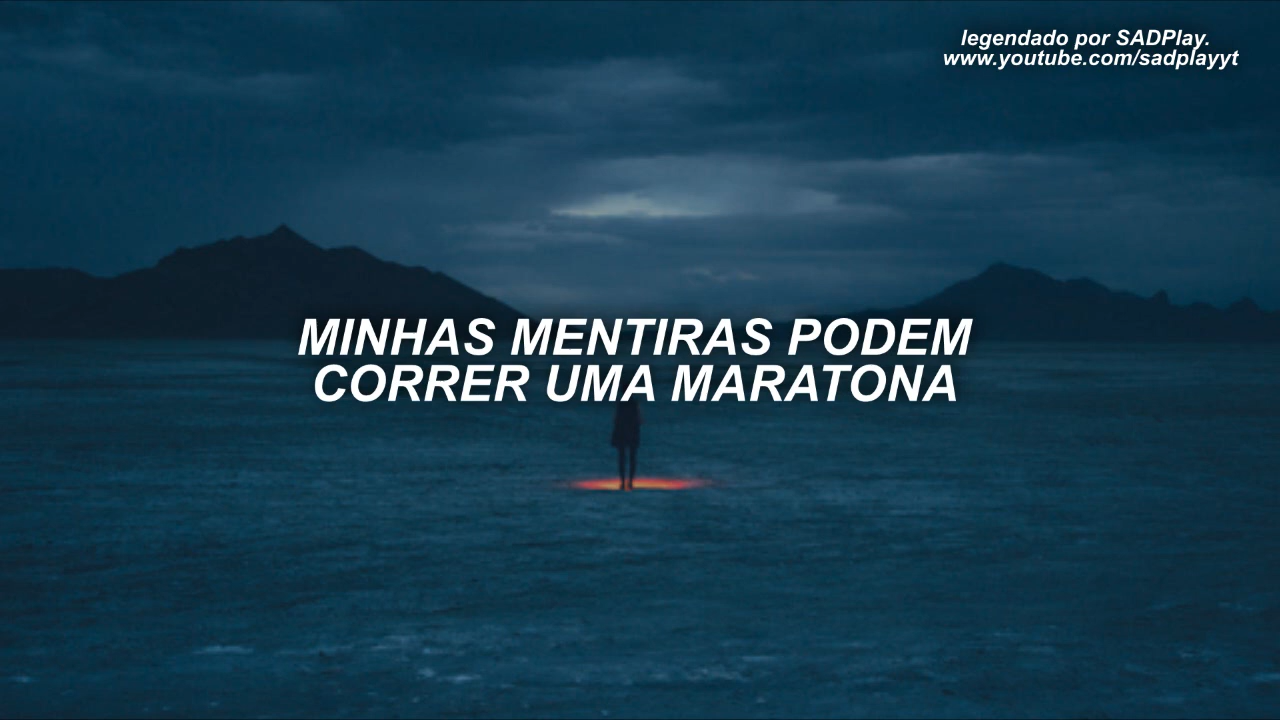 legendado por SADPlay.
www.youtube.com/sadplayyt
MINHAS MENTIRAS PODEM
CORRER UMA MARATONA